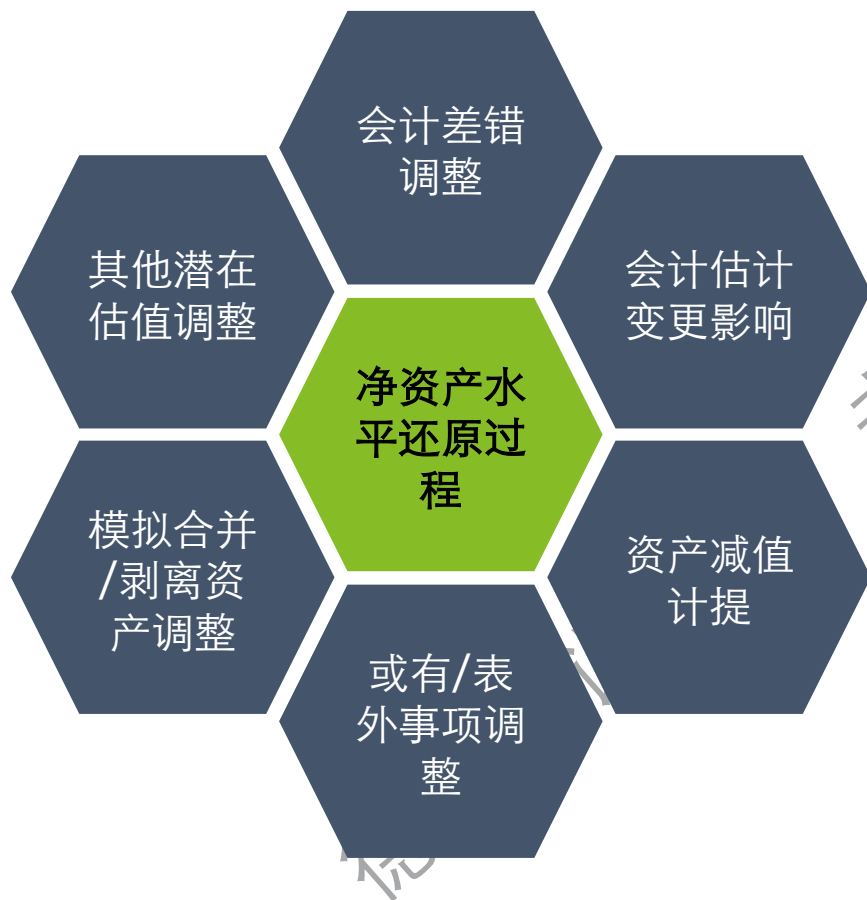 会计差错
调整
其他潜在
估值调整
会计估计
变更影响
净资产水
平还原过
程
模拟合并
/剥离资
产调整
资产减值
计提
或有/表
外事项调
整